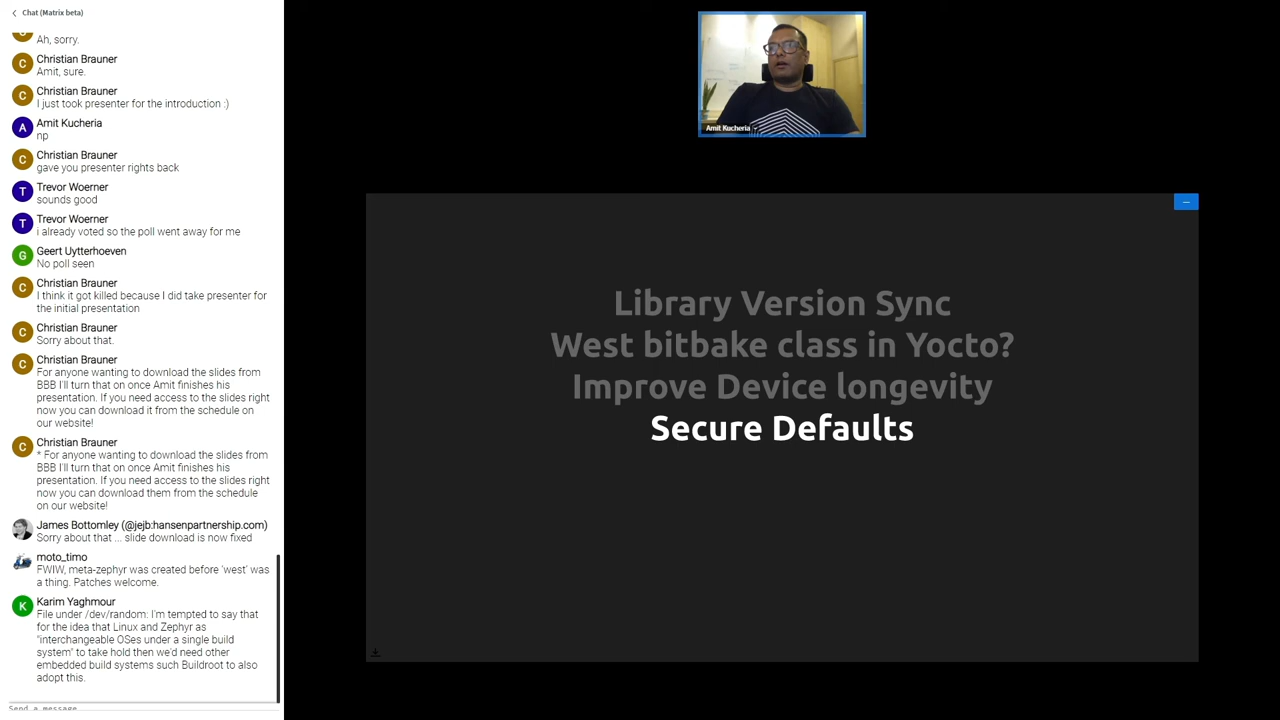 Chat (Matrix beta)
Ah, sorry.
Christian Brauner
Amit, sure.
Christian Brauner
I just took presenter for the introduction :)
Amit Kucheria
np
Christian Brauner
gave you presenter rights back
Trevor Woerner
sounds good
Trevor Woerner
i already voted so the poll went away for me
Geert Uytterhoeven
No poll seen
Christian Brauner
I think it got killed because I did take presenter for
the initial presentation
Christian Brauner
Sorry about that.
Christian Brauner
For anyone wanting to download the slides from
BBB I'll turn that on once Amit finishes his
presentation. If you need access to the slides right
now you can download it from the schedule on
our website!
Christian Brauner
* For anyone wanting to download the slides from
BBB I'll turn that on once Amit finishes his
presentation. If you need access to the slides right
now you can download them from the schedule
on our website!
James Bottomley (@jejb:hansenpartnership.com)
Sorry about that ... slide download is now fixed
moto_timo
FWIW, meta-zephyr was created before 'west' was
a thing. Patches welcome.
Karim Yaghmour
File under /dev/random: I'm tempted to say that
for the idea that Linux and Zephyr as
"interchangeable OSes under a single build
system" to take hold then we'd need other
embedded build systems such Buildroot to also
adopt this.
Send a message
C
C
A
C
T
T
G
C
C
C
C
K
Amit Kucheria
Library Version Sync
West bitbake class in Yocto?
Improve Device longevity
Secure Defaults